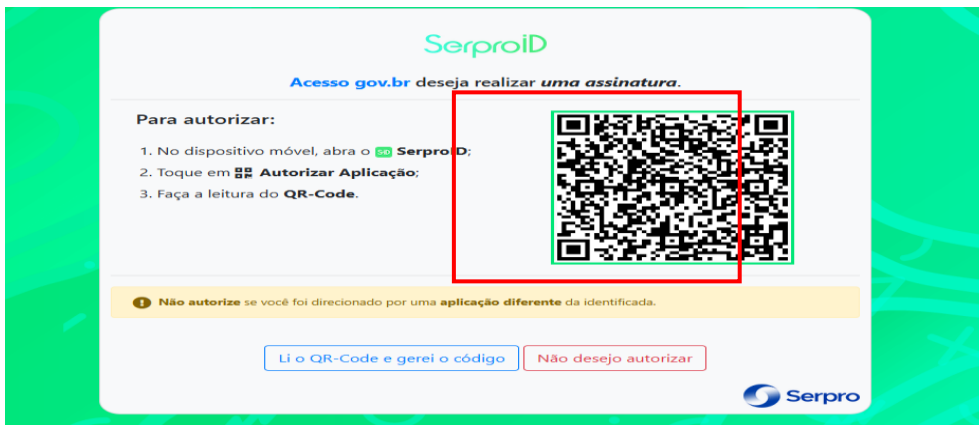 SerproID
Acesso gov.br deseja realizar uma assinatura.
Para autorizar:
1. No dispositivo móvel, abra o SerproID;
2. Toque em Autorizar Aplicação;
3. Faça a leitura do QR-Code.
Não autorize se você foi direcionado por uma aplicação diferente da identificada.
Li o QR-Code e gerei o código
Não desejo autorizar
Serpro